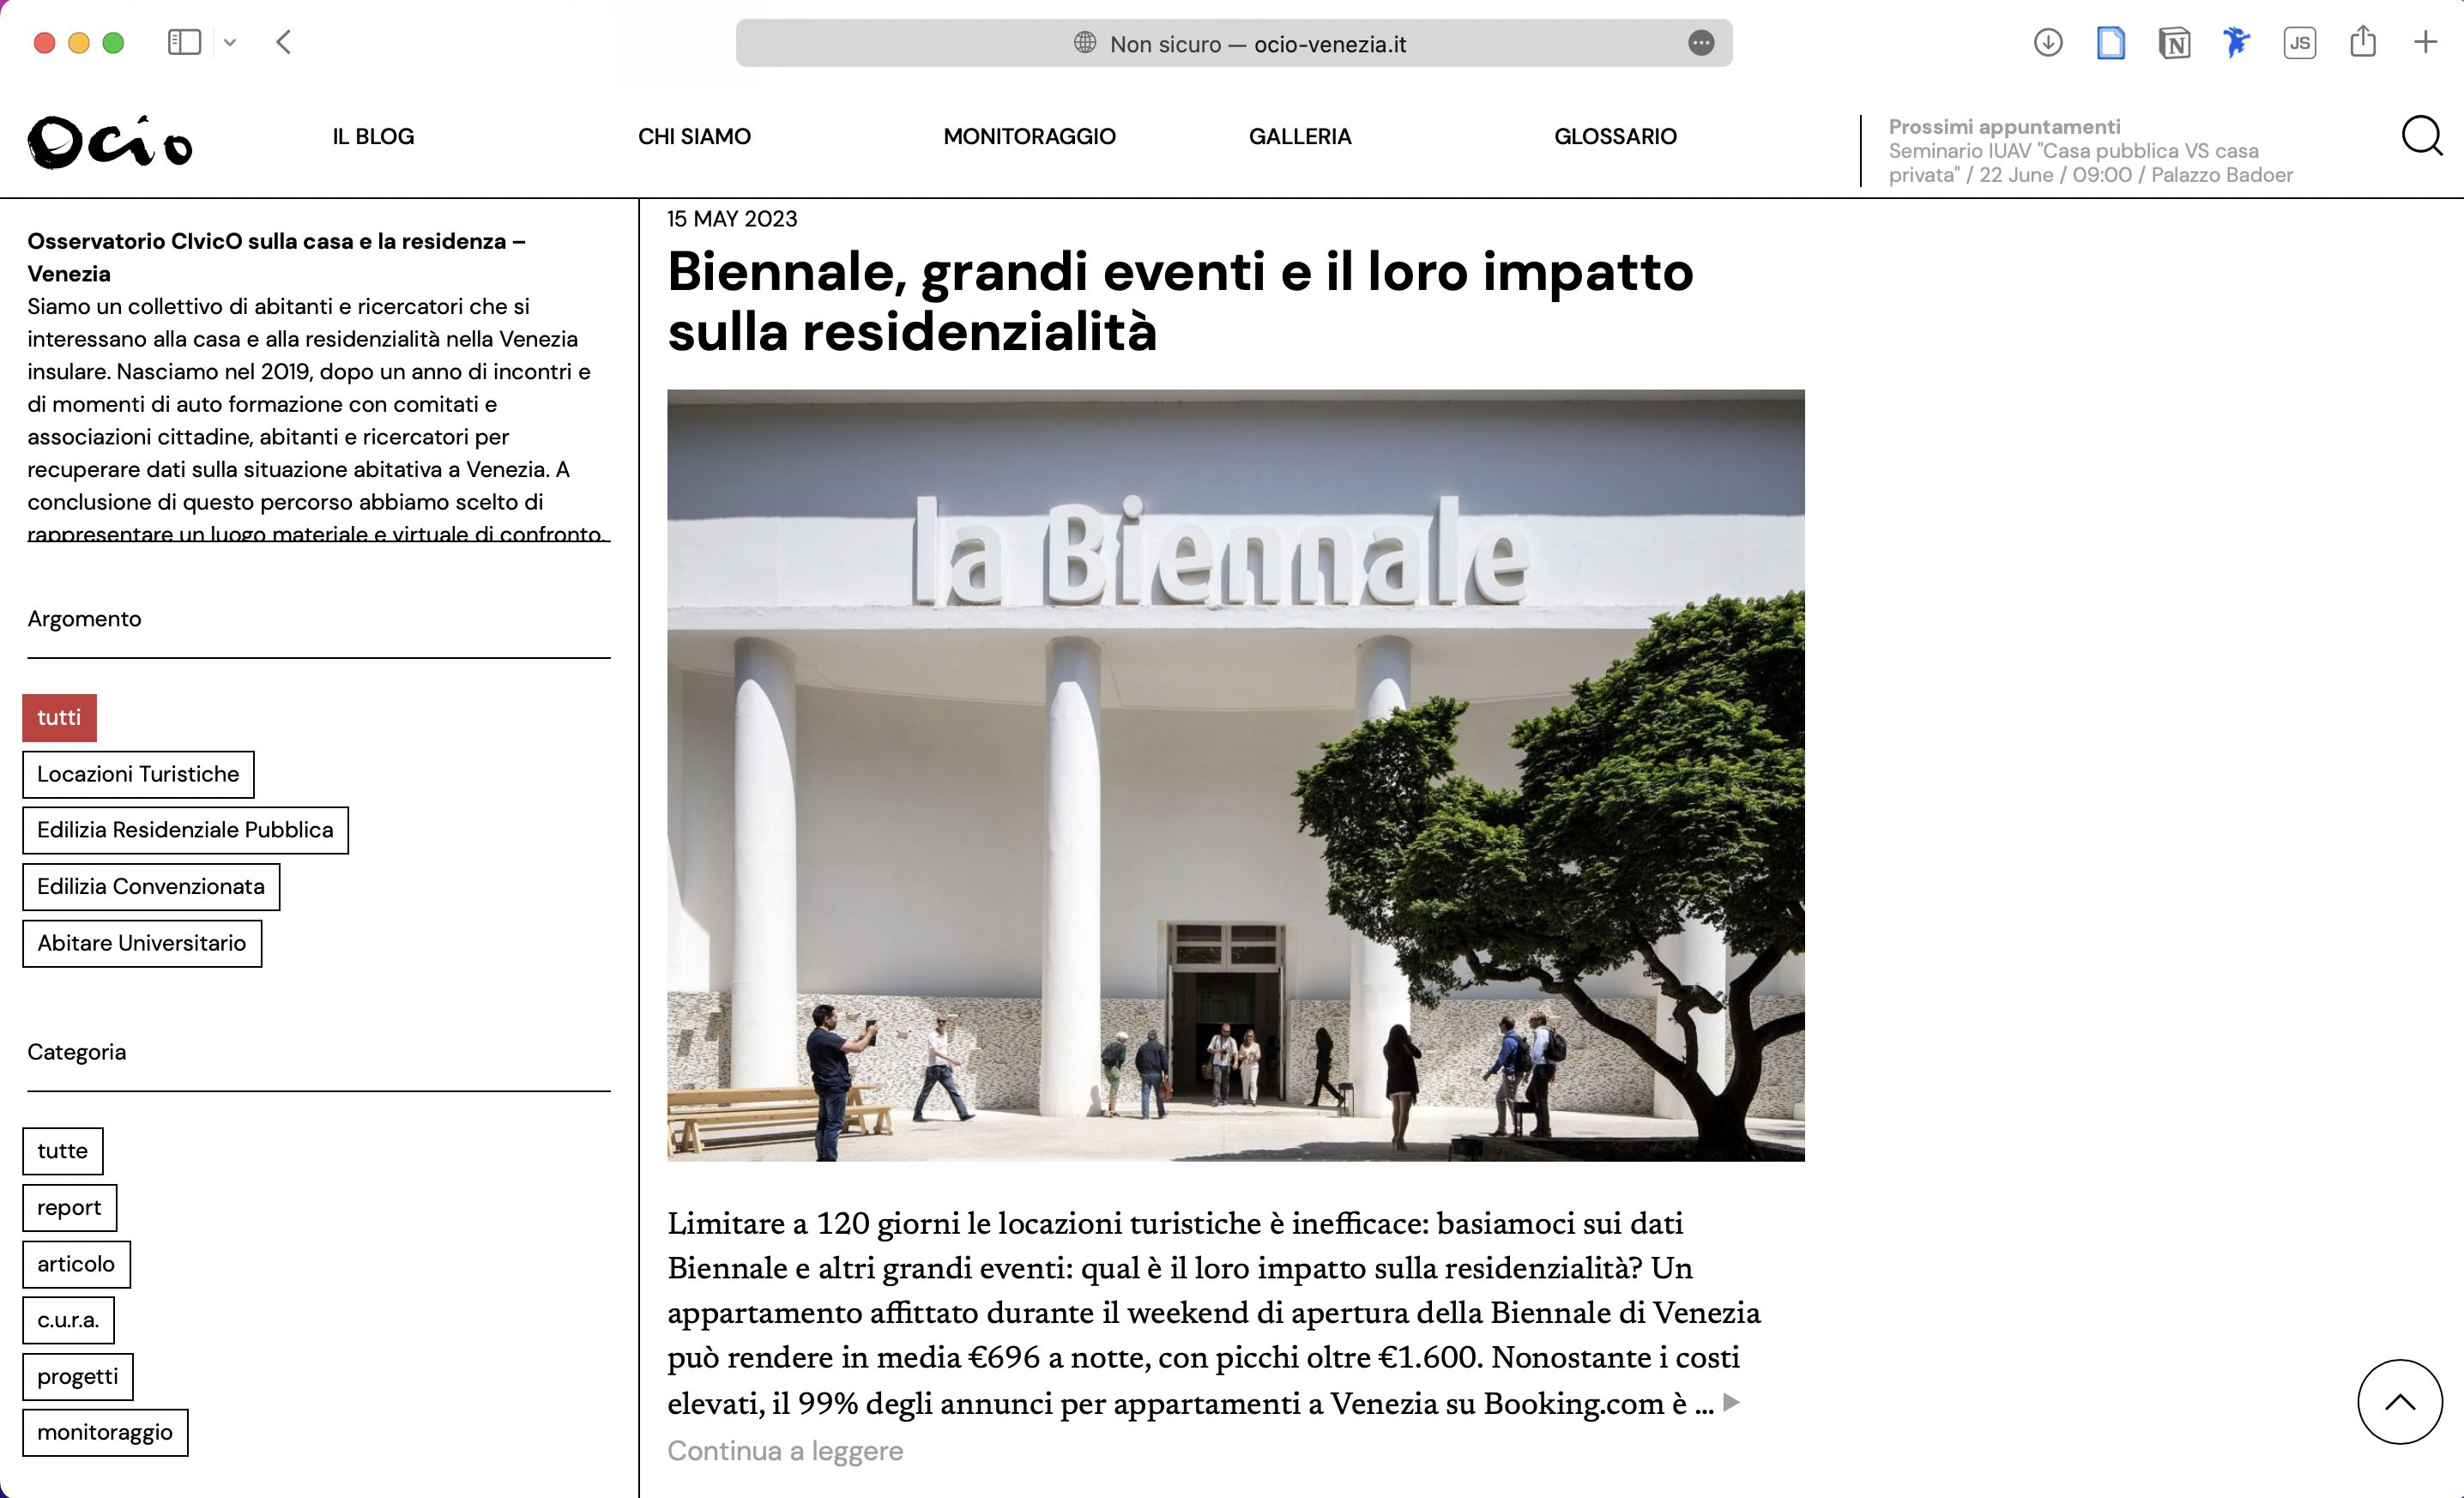 Non sicuro — ocio-venezia.it
N
JS
Ocio
IL BLOG
CHI SIAMO
MONITORAGGIO
GALLERIA
GLOSSARIO
Prossimi appuntamenti
Seminario IUAV "Casa pubblica VS casa
privata" / 22 June / 09:00 / Palazzo Badoer
Osservatorio CIvicO sulla casa e la residenza –
Venezia
Siamo un collettivo di abitanti e ricercatori che si
interessano alla casa e alla residenzialità nella Venezia
insulare. Nasciamo nel 2019, dopo un anno di incontri e
di momenti di auto formazione con comitati e
associazioni cittadine, abitanti e ricercatori per
recuperare dati sulla situazione abitativa a Venezia. A
conclusione di questo percorso abbiamo scelto di
rappresentare un luogo materiale e virtuale di confronto,
Argomento
tutti
Locazioni Turistiche
Edilizia Residenziale Pubblica
Edilizia Convenzionata
Abitare Universitario
Categoria
tutte
report
articolo
c.u.r.a.
progetti
monitoraggio
15 MAY 2023
Biennale, grandi eventi e il loro impatto
sulla residenzialità
la Biennale
Limitare a 120 giorni le locazioni turistiche è inefficace: basiamoci sui dati
Biennale e altri grandi eventi: qual è il loro impatto sulla residenzialità? Un
appartamento affittato durante il weekend di apertura della Biennale di Venezia
può rendere in media €696 a notte, con picchi oltre €1.600. Nonostante i costi
elevati, il 99% degli annunci per appartamenti a Venezia su Booking.com è ...
Continua a leggere